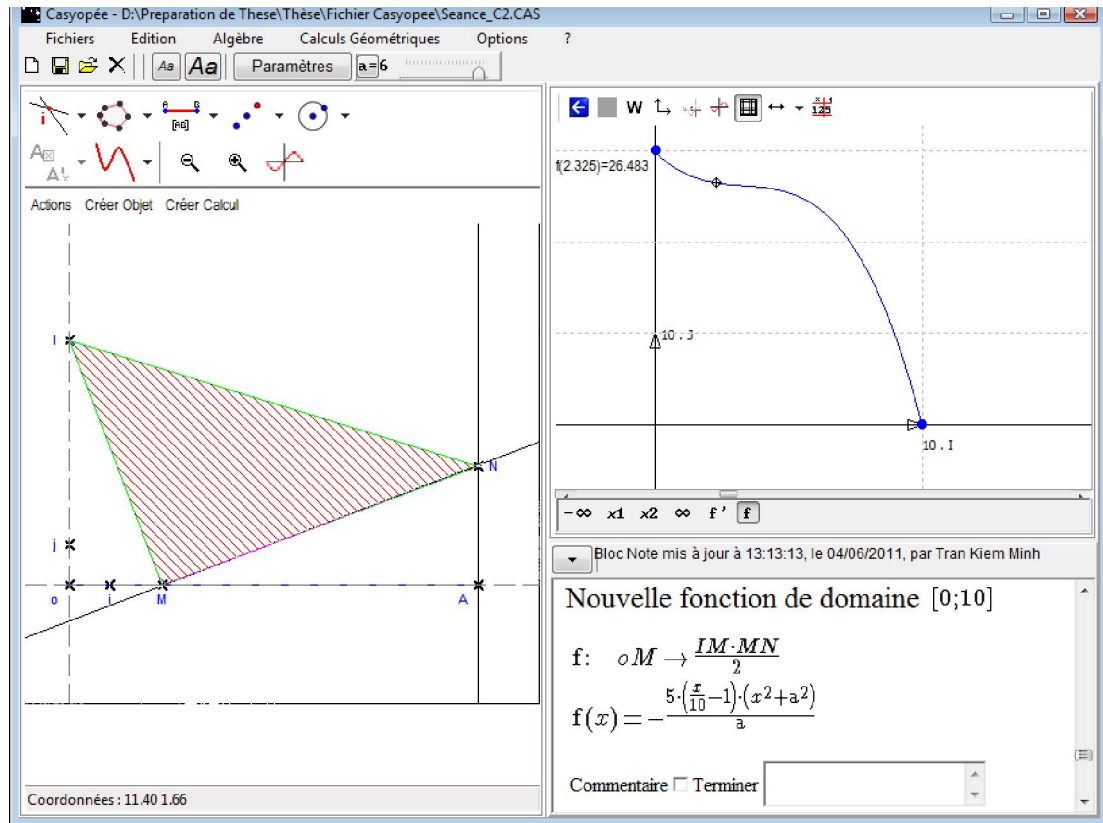 Casyopée - D:\Preparation de These\Thèse\Fichier Casyopee\Seance_C2.CAS
Fichiers Edition Algèbre Calculs Géométriques Options ?
Aa Aa Paramètres a=6
i A B [AB]
W
Actions Créer Objet Créer Calcul
f(2.325)=26.483
10 . J
10 . I
I
N
j
o i M A
-∞ x1 x2 ∞ f' f
Bloc Note mis à jour à 13:13:13, le 04/06/2011, par Tran Kiem Minh
Nouvelle fonction de domaine [0;10]
f: oM → IM·MN/2
f(x)=-5·(x/10-1)·(x²+a²)/a
Commentaire Terminer
Coordonnées : 11.40 1.66